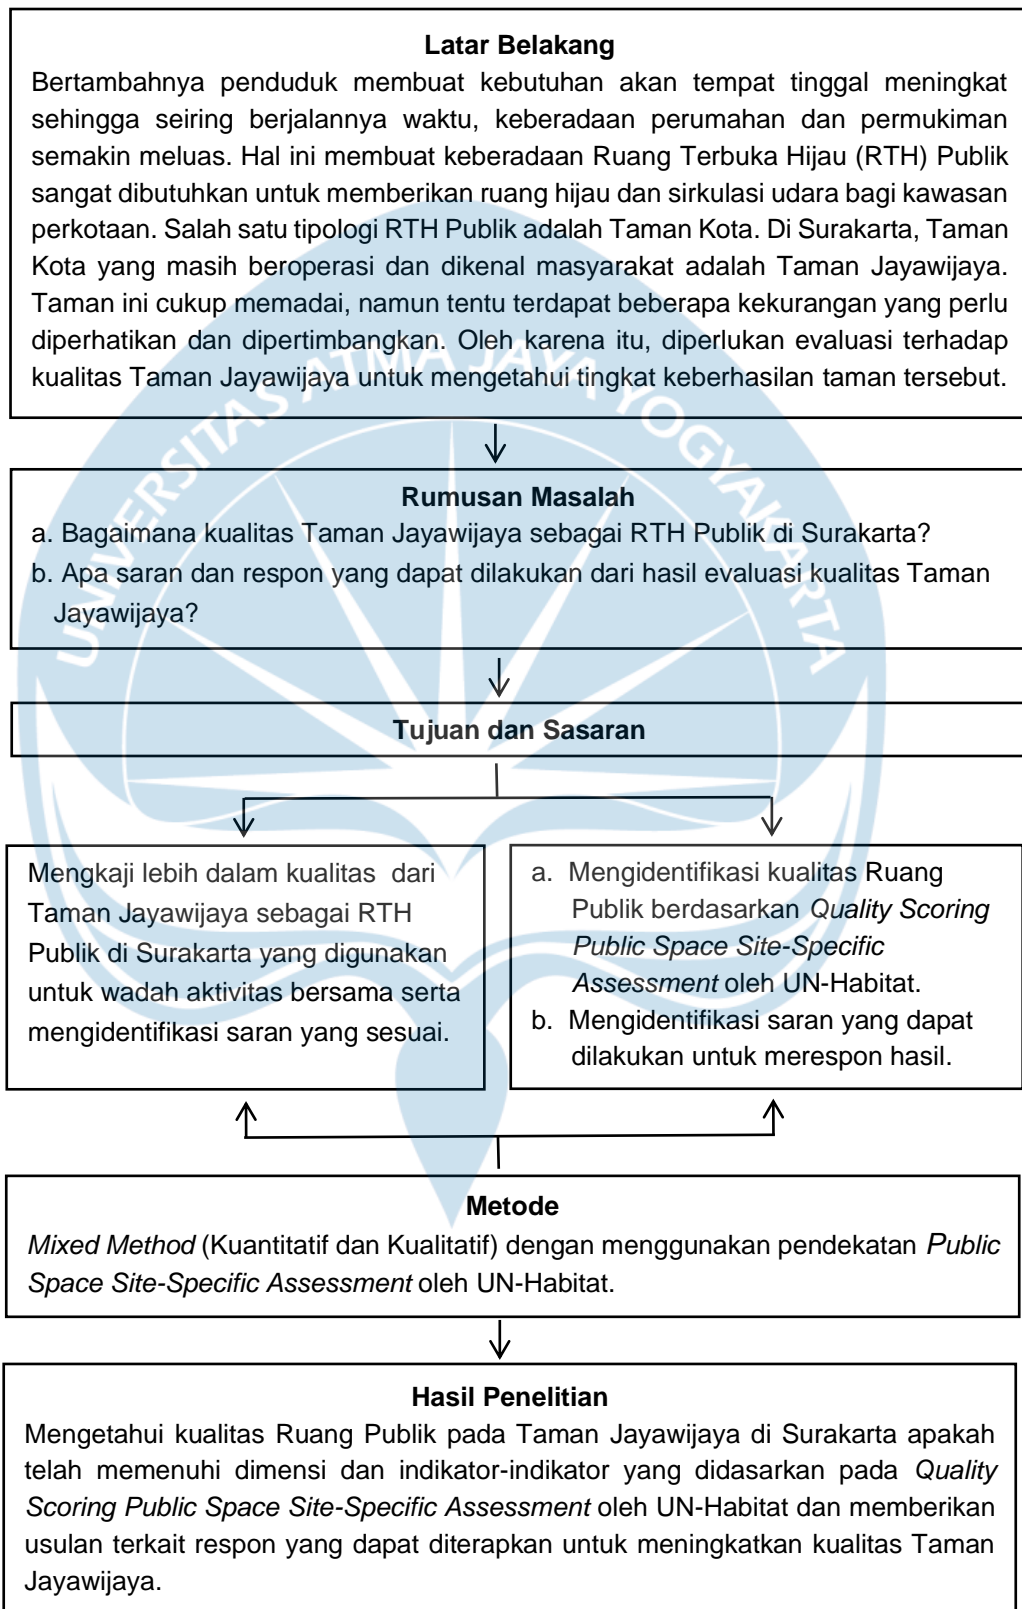 Latar Belakang
Bertambahnya penduduk membuat kebutuhan akan tempat tinggal meningkat
sehingga seiring berjalannya waktu, keberadaan perumahan dan permukiman
semakin meluas. Hal ini membuat keberadaan Ruang Terbuka Hijau (RTH) Publik
sangat dibutuhkan untuk memberikan ruang hijau dan sirkulasi udara bagi kawasan
perkotaan. Salah satu tipologi RTH Publik adalah Taman Kota. Di Surakarta, Taman
Kota yang masih beroperasi dan dikenal masyarakat adalah Taman Jayawijaya.
Taman ini cukup memadai, namun tentu terdapat beberapa kekurangan yang perlu
diperhatikan dan dipertimbangkan. Oleh karena itu, diperlukan evaluasi terhadap
kualitas Taman Jayawijaya untuk mengetahui tingkat keberhasilan taman tersebut.
UNIVERSITAS ATMA JAYA YOGYAKARTA
Rumusan Masalah
a. Bagaimana kualitas Taman Jayawijaya sebagai RTH Publik di Surakarta?
b. Apa saran dan respon yang dapat dilakukan dari hasil evaluasi kualitas Taman
Jayawijaya?
Tujuan dan Sasaran
Mengkaji lebih dalam kualitas dari
Taman Jayawijaya sebagai RTH
Publik di Surakarta yang digunakan
untuk wadah aktivitas bersama serta
mengidentifikasi saran yang sesuai.
a. Mengidentifikasi kualitas Ruang
Publik berdasarkan Quality Scoring
Public Space Site-Specific
Assessment oleh UN-Habitat.
b. Mengidentifikasi saran yang dapat
dilakukan untuk merespon hasil.
Metode
Mixed Method (Kuantitatif dan Kualitatif) dengan menggunakan pendekatan Public
Space Site-Specific Assessment oleh UN-Habitat.
Hasil Penelitian
Mengetahui kualitas Ruang Publik pada Taman Jayawijaya di Surakarta apakah
telah memenuhi dimensi dan indikator-indikator yang didasarkan pada Quality
Scoring Public Space Site-Specific Assessment oleh UN-Habitat dan memberikan
usulan terkait respon yang dapat diterapkan untuk meningkatkan kualitas Taman
Jayawijaya.